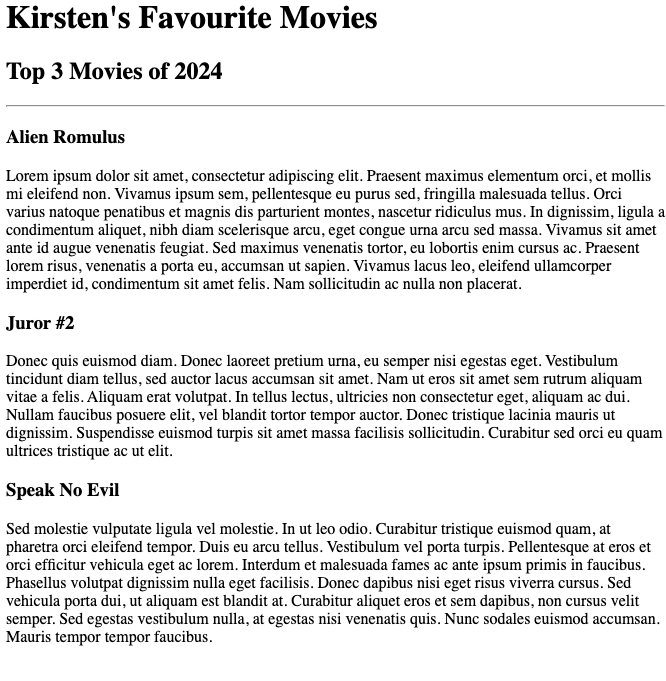 Kirsten's Favourite Movies
Top 3 Movies of 2024
Alien Romulus
Lorem ipsum dolor sit amet, consectetur adipiscing elit. Praesent maximus elementum orci, et mollis
mi eleifend non. Vivamus ipsum sem, pellentesque eu purus sed, fringilla malesuada tellus. Orci
varius natoque penatibus et magnis dis parturient montes, nascetur ridiculus mus. In dignissim, ligula a
condimentum aliquet, nibh diam scelerisque arcu, eget congue urna arcu sed massa. Vivamus sit amet
ante id augue venenatis feugiat. Sed maximus venenatis tortor, eu lobortis enim cursus ac. Praesent
lorem risus, venenatis a porta eu, accumsan ut sapien. Vivamus lacus leo, eleifend ullamcorper
imperdiet id, condimentum sit amet felis. Nam sollicitudin ac nulla non placerat.
Juror #2
Donec quis euismod diam. Donec laoreet pretium urna, eu semper nisi egestas eget. Vestibulum
tincidunt diam tellus, sed auctor lacus accumsan sit amet. Nam ut eros sit amet sem rutrum aliquam
vitae a felis. Aliquam erat volutpat. In tellus lectus, ultricies non consectetur eget, aliquam ac dui.
Nullam faucibus posuere elit, vel blandit tortor tempor auctor. Donec tristique lacinia mauris ut
dignissim. Suspendisse euismod turpis sit amet massa facilisis sollicitudin. Curabitur sed orci eu quam
ultrices tristique ac ut elit.
Speak No Evil
Sed molestie vulputate ligula vel molestie. In ut leo odio. Curabitur tristique euismod quam, at
pharetra orci eleifend tempor. Duis eu arcu tellus. Vestibulum vel porta turpis. Pellentesque at eros et
orci efficitur vehicula eget ac lorem. Interdum et malesuada fames ac ante ipsum primis in faucibus.
Phasellus volutpat dignissim nulla eget facilisis. Donec dapibus nisi eget risus viverra cursus. Sed
vehicula porta dui, ut aliquam est blandit at. Curabitur aliquet eros et sem dapibus, non cursus velit
semper. Sed egestas vestibulum nulla, at egestas nisi venenatis quis. Nunc sodales euismod accumsan.
Mauris tempor tempor faucibus.